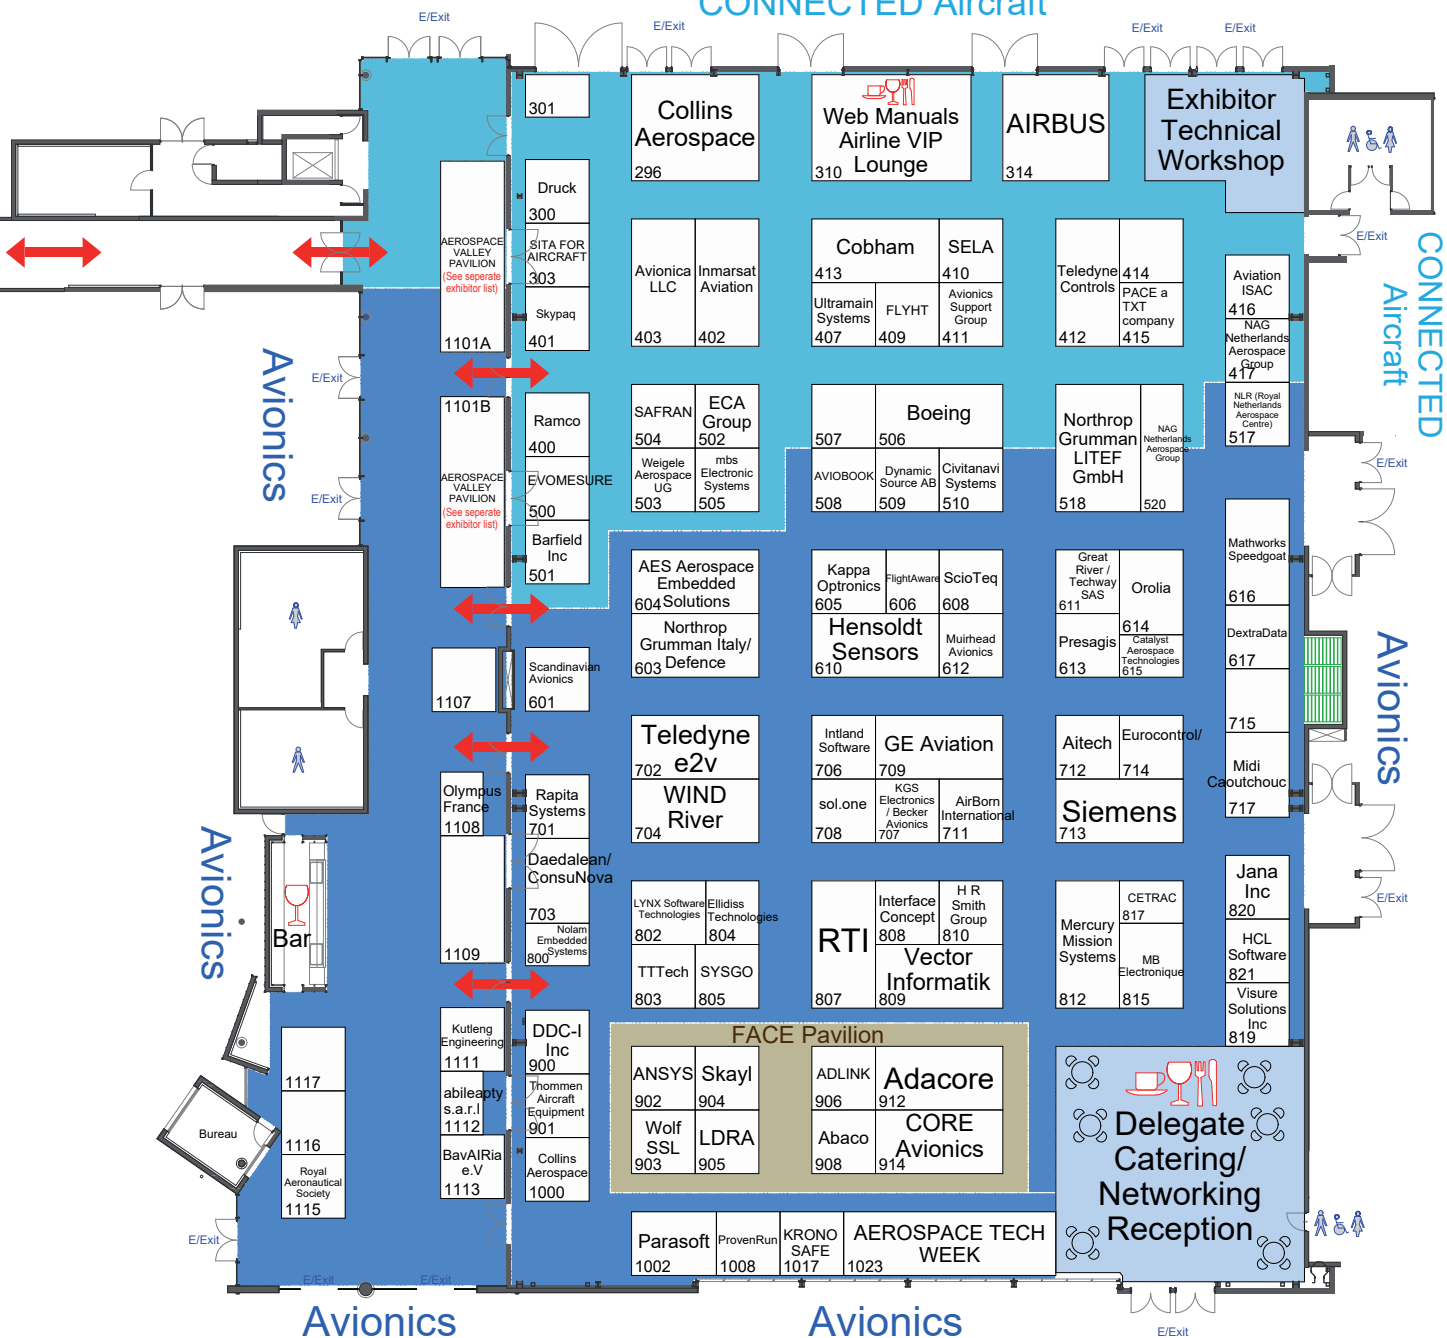 CONNECTED Aircraft
E/Exit
E/Exit
E/Exit
E/Exit
301
Collins
Aerospace
296
Web Manuals
Airline VIP
Lounge
310
AIRBUS
314
Exhibitor
Technical
Workshop
Druck
300
SITA FOR
AIRCRAFT
303
Skypaq
401
AEROSPACE
VALLEY
PAVILION
(See seperate
exhibitor list)
1101A
Avionica
LLC
403
Inmarsat
Aviation
402
Cobham
413
SELA
410
Ultramain
Systems
407
FLYHT
409
Avionics
Support
Group
411
Teledyne
Controls
412
414
PACE a
TXT
company
415
Aviation
ISAC
416
NAG
Netherlands
Aerospace
Group
417
NLR (Royal
Netherlands
Aerospace
Centre)
517
E/Exit
CONNECTED
Aircraft
Avionics
E/Exit
E/Exit
1101B
AEROSPACE
VALLEY
PAVILION
(See seperate
exhibitor list)
Ramco
400
EVOMESURE
500
Barfield
Inc
501
SAFRAN
504
ECA
Group
502
Weigele
Aerospace
UG
503
mbs
Electronic
Systems
505
507
Boeing
506
AVIOBOOK
508
Dynamic
Source AB
509
Civitanavi
Systems
510
Northrop
Grumman
LITEF
GmbH
518
NAG
Netherlands
Aerospace
Group
520
E/Exit
AES Aerospace
Embedded
Solutions
604
Northrop
Grumman Italy/
Defence
603
Kappa
Optronics
605
FlightAware
606
ScioTeq
608
Hensoldt
Sensors
610
Muirhead
Avionics
612
Great
River /
Techway
SAS
611
Orolia
614
Presagis
613
Catalyst
Aerospace
Technologies
615
Mathworks
Speedgoat
616
DextraData
617
715
Midi
Caoutchouc
717
Avionics
1107
Scandinavian
Avionics
601
Teledyne
e2v
702
WIND
River
704
Intland
Software
706
GE Aviation
709
sol.one
708
KGS
Electronics
/ Becker
Avionics
707
AirBorn
International
711
Aitech
712
Eurocontrol/
714
Siemens
713
Olympus
France
1108
Rapita
Systems
701
Daedalean/
ConsuNova
703
Nolam
Embedded
Systems
800
1109
Avionics
Bar
LYNX Software
Technologies
802
Ellidiss
Technologies
804
TTTech
803
SYSGO
805
RTI
807
Interface
Concept
808
H R
Smith
Group
810
Vector
Informatik
809
Mercury
Mission
Systems
812
CETRAC
817
MB
Electronique
815
Jana
Inc
820
HCL
Software
821
Visure
Solutions
Inc
819
E/Exit
Kutleng
Engineering
1111
abileapty
s.a.r.l
1112
BavAIRia
e.V
1113
DDC-I
Inc
900
Thommen
Aircraft
Equipment
901
Collins
Aerospace
1000
1117
1116
Royal
Aeronautical
Society
1115
Bureau
FACE Pavilion
ANSYS
902
Skayl
904
Wolf
SSL
903
LDRA
905
ADLINK
906
Adacore
912
Abaco
908
CORE
Avionics
914
Delegate
Catering/
Networking
Reception
Parasoft
1002
ProvenRun
1008
KRONO
SAFE
1017
AEROSPACE TECH
WEEK
1023
E/Exit
E/Exit
E/Exit
E/Exit
Avionics
Avionics